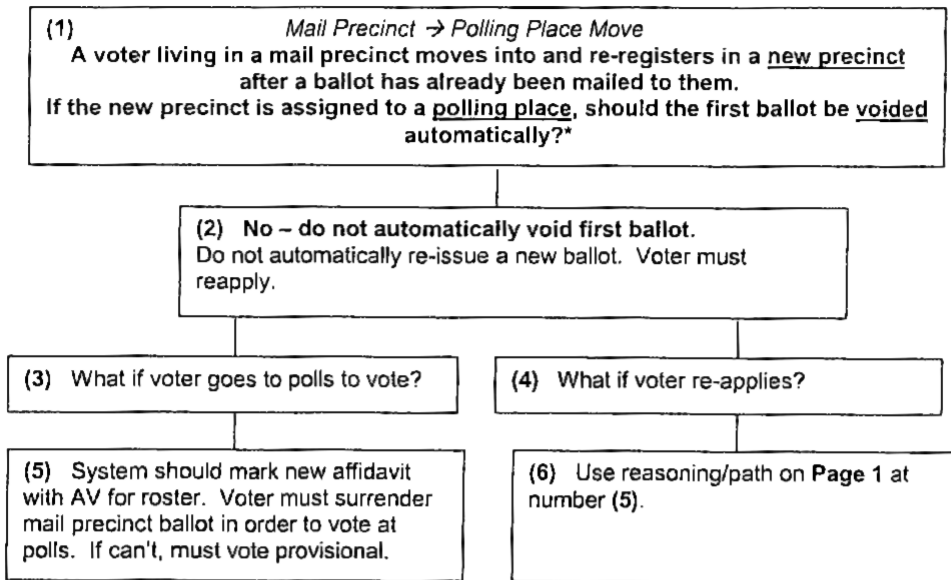 (1) Mail Precinct → Polling Place Move
A voter living in a mail precinct moves into and re-registers in a new precinct
after a ballot has already been mailed to them.
If the new precinct is assigned to a polling place, should the first ballot be voided
automatically?*
(2) No – do not automatically void first ballot.
Do not automatically re-issue a new ballot. Voter must
reapply.
(3) What if voter goes to polls to vote?
(4) What if voter re-applies?
(5) System should mark new affidavit
with AV for roster. Voter must surrender
mail precinct ballot in order to vote at
polls. If can't, must vote provisional.
(6) Use reasoning/path on Page 1 at
number (5).